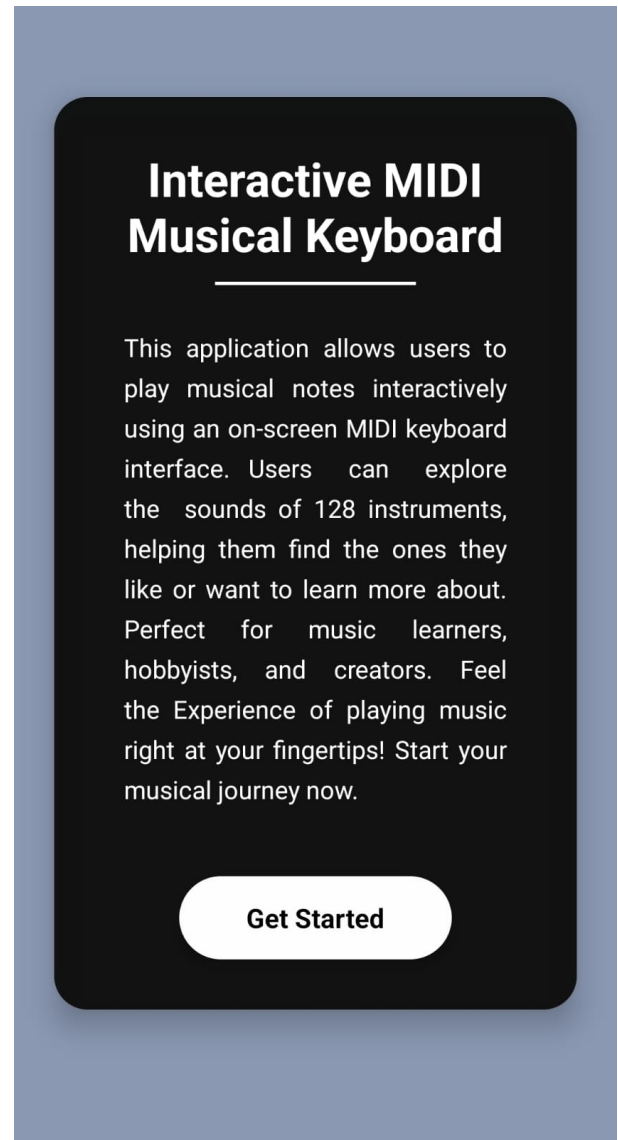 Interactive MIDI
Musical Keyboard
This application allows users to
play musical notes interactively
using an on-screen MIDI keyboard
interface. Users can explore
the sounds of 128 instruments,
helping them find the ones they
like or want to learn more about.
Perfect for music learners,
hobbyists, and creators. Feel
the Experience of playing music
right at your fingertips! Start your
musical journey now.
Get Started